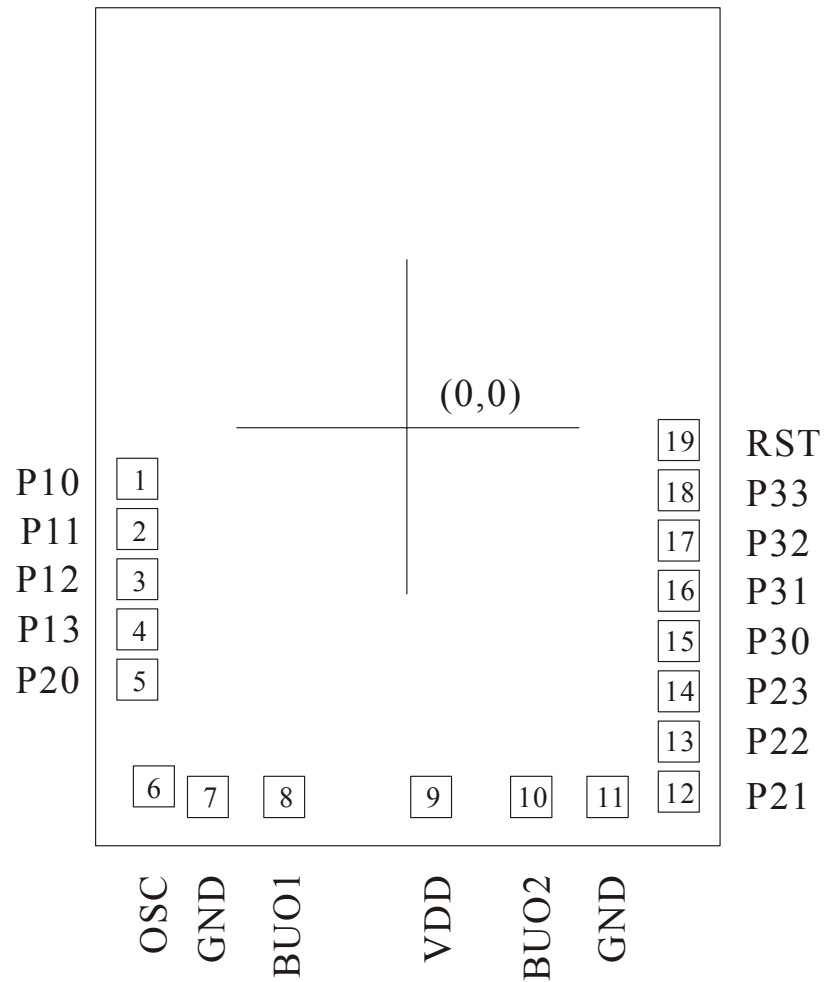 (0,0)
19 RST
P10 1
18 P33
P11 2
17 P32
P12 3
16 P31
P13 4
15 P30
P20 5
14 P23
13 P22
6 7 8 9 10 11 12 P21
OSC
GND
BUO1
VDD
BUO2
GND